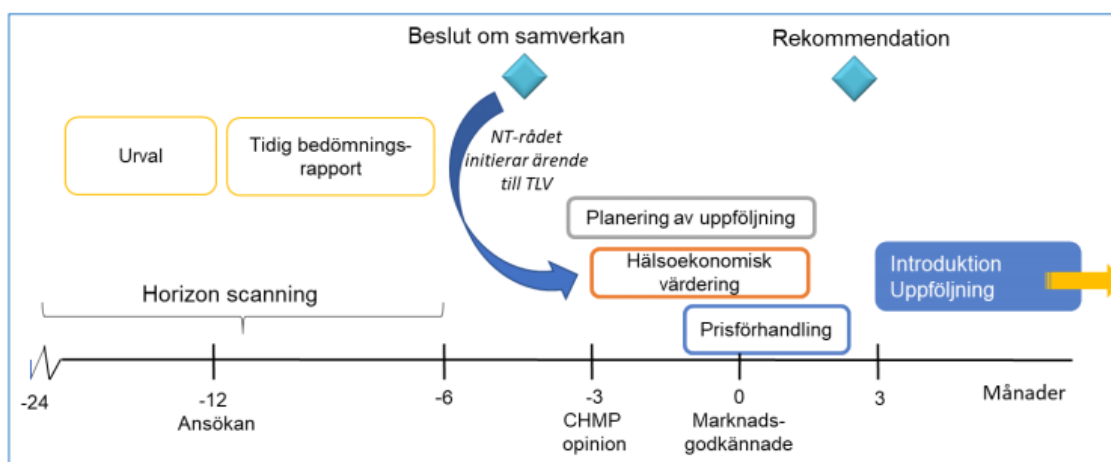 Beslut om samverkan
Rekommendation
Urval
Tidig bedömnings-
rapport
NT-rådet
initierar ärende
till TLV
Planering av uppföljning
Hälsoekonomisk
värdering
Introduktion
Uppföljning
Horizon scanning
Prisförhandling
-24
-12
-6
-3
0
3
Månader
Ansökan
CHMP
opinion
Marknads-
godkännade